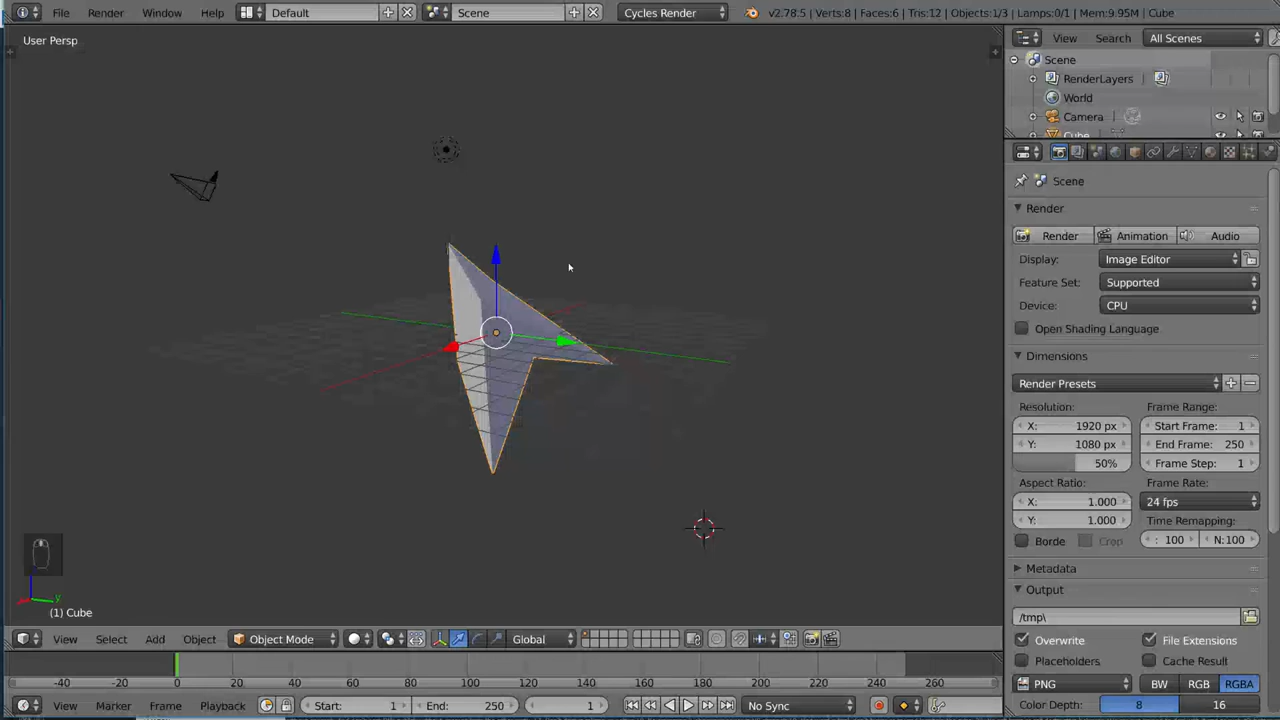 File Render Window Help Default Scene Cycles Render v2.78.5 | Verts:8 | Faces:6 | Tris:12 | Objects:1/3 | Lamps:0/1 | Mem:9.95M | Cube
User Persp
View Search All Scenes
Scene
RenderLayers
World
Camera
Cube
Scene
Render
Render Animation Audio
Display: Image Editor
Feature Set: Supported
Device: CPU
Open Shading Language
Dimensions
Render Presets
Resolution: Frame Range:
X: 1920 px Start Frame: 1
Y: 1080 px End Frame: 250
50% Frame Step: 1
Aspect Ratio: Frame Rate:
X: 1.000 24 fps
Y: 1.000 Time Remapping:
Borde Crop : 100 N:100
Metadata
Output
/tmp\
Overwrite File Extensions
Placeholders Cache Result
PNG BW RGB RGBA
Color Depth: 8 16
y
(1) Cube
View Select Add Object Object Mode Global
-40 -20 0 20 40 60 80 100 120 140 160 180 200 220 240 260
View Marker Frame Playback Start: 1 End: 250 1 No Sync